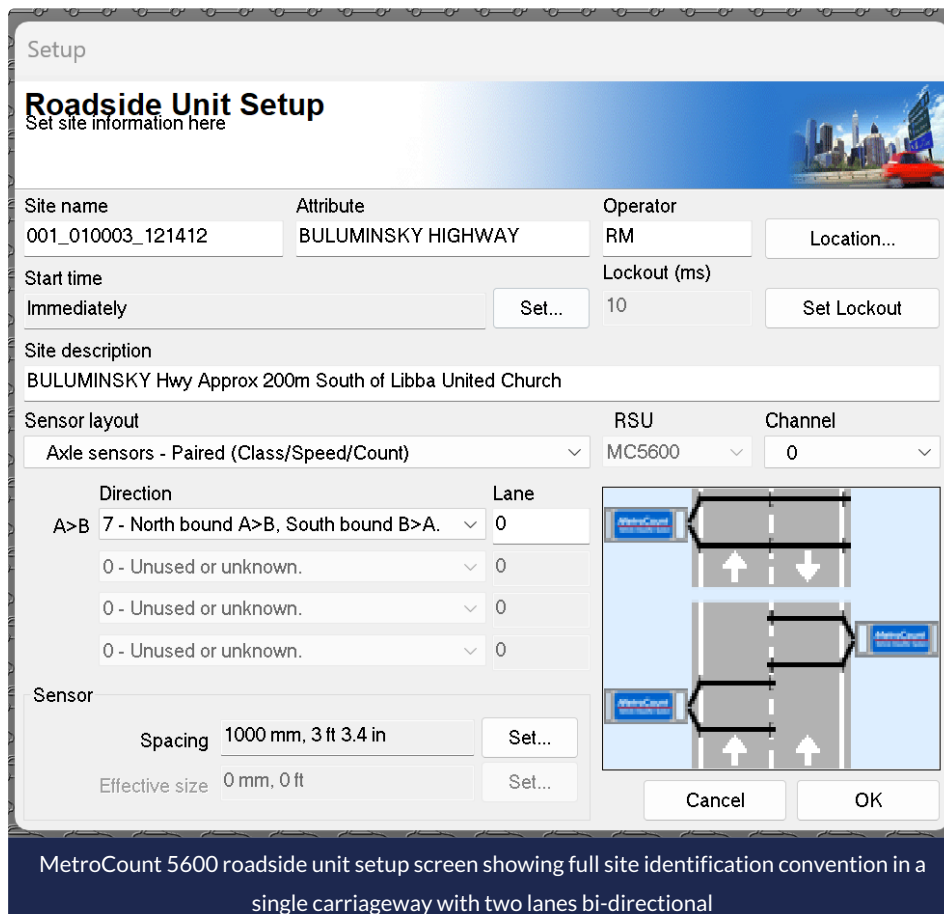 Setup
Roadside Unit Setup
Set site information here
Site name Attribute Operator
001_010003_121412 BULUMINSKY HIGHWAY RM Location...
Start time Lockout (ms)
Immediately Set... 10 Set Lockout
Site description
BULUMINSKY Hwy Approx 200m South of Libba United Church
Sensor layout RSU Channel
Axle sensors - Paired (Class/Speed/Count) MC5600 0
Direction Lane
A>B 7 - North bound A>B, South bound B>A. 0
0 - Unused or unknown. 0
0 - Unused or unknown. 0
0 - Unused or unknown. 0
MetroCount
MetroCount
MetroCount
Sensor
Spacing 1000 mm, 3 ft 3.4 in Set...
Effective size 0 mm, 0 ft Set...
Cancel OK
MetroCount 5600 roadside unit setup screen showing full site identification convention in a
single carriageway with two lanes bi-directional